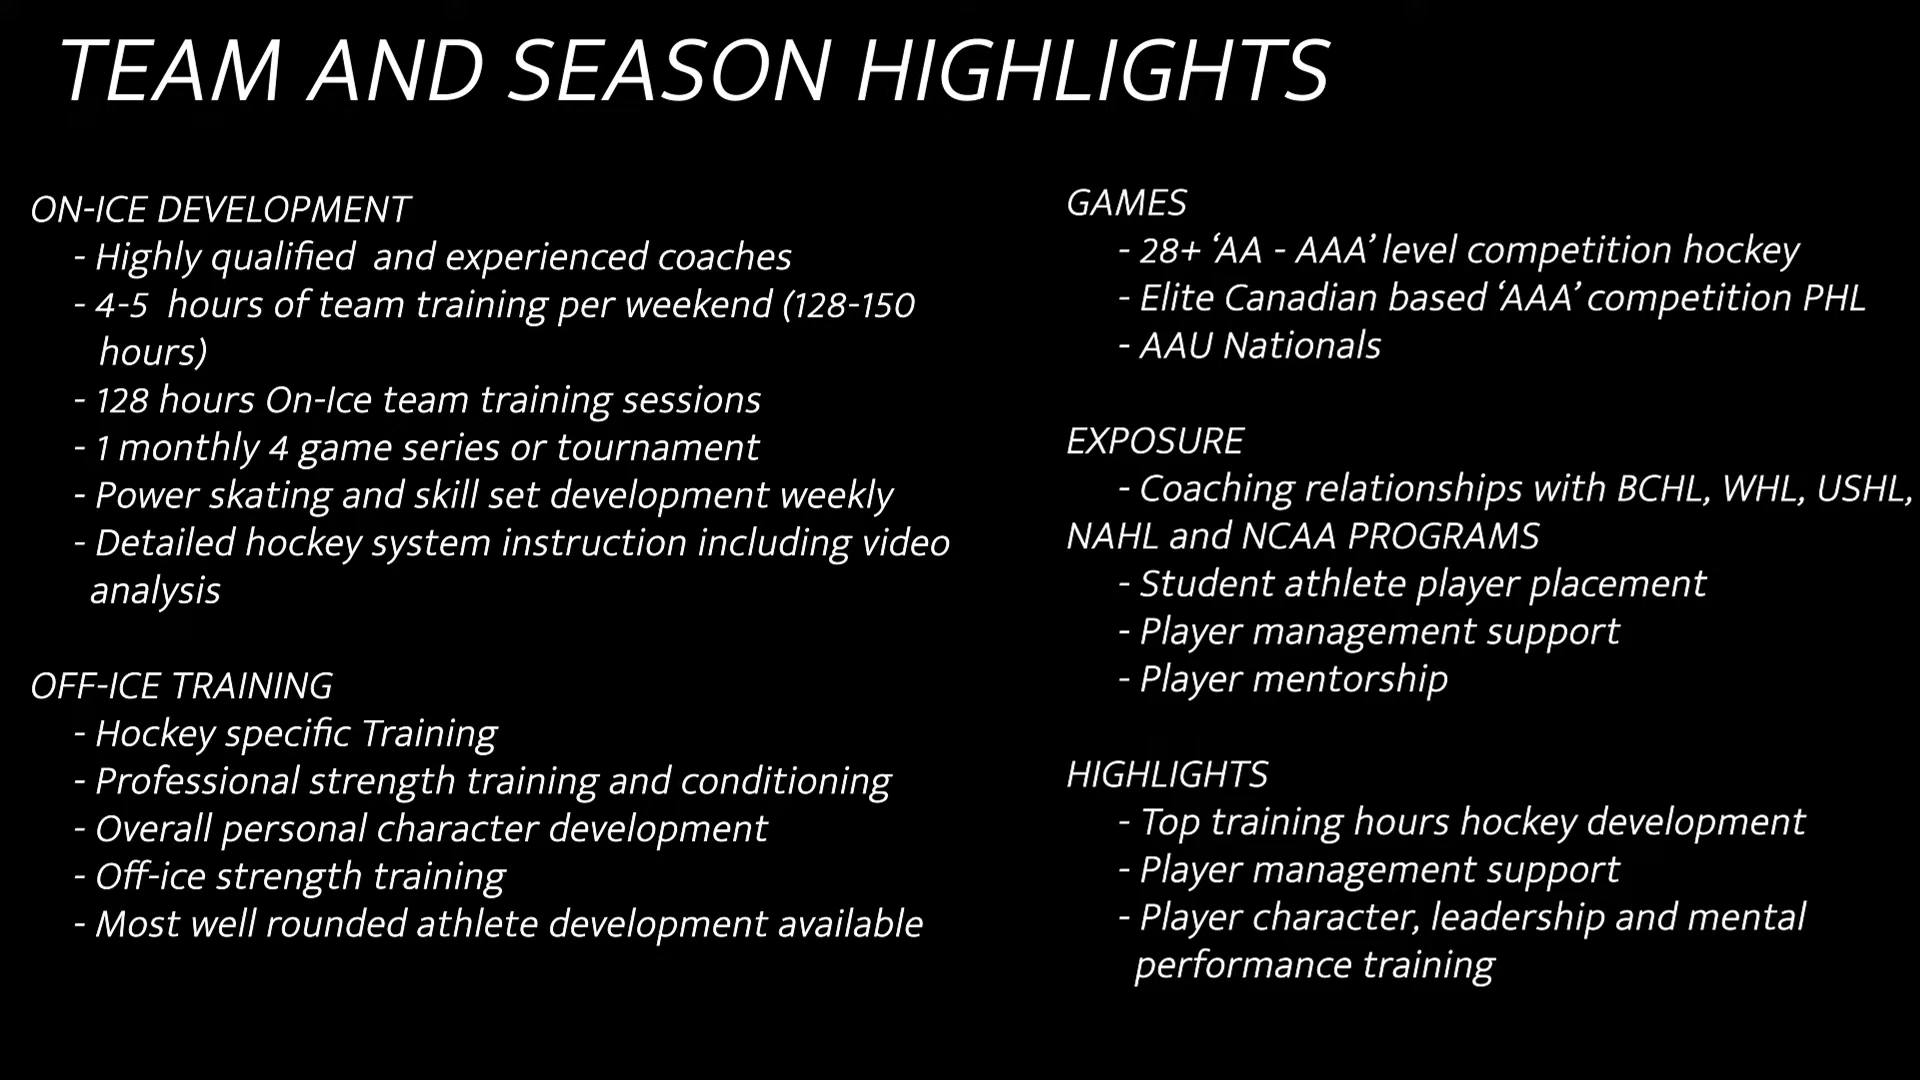 TEAM AND SEASON HIGHLIGHTS
ON-ICE DEVELOPMENT
- Highly qualified  and experienced coaches
- 4-5  hours of team training per weekend (128-150
hours)
- 128 hours On-Ice team training sessions
- 1 monthly 4 game series or tournament
- Power skating and skill set development weekly
- Detailed hockey system instruction including video
analysis
OFF-ICE TRAINING
- Hockey specific Training
- Professional strength training and conditioning
- Overall personal character development
- Off-ice strength training
- Most well rounded athlete development available
GAMES
- 28+ ‘AA - AAA’ level competition hockey
- Elite Canadian based ‘AAA’ competition PHL
- AAU Nationals
EXPOSURE
- Coaching relationships with BCHL, WHL, USHL,
NAHL and NCAA PROGRAMS
- Student athlete player placement
- Player management support
- Player mentorship
HIGHLIGHTS
- Top training hours hockey development
- Player management support
- Player character, leadership and mental
performance training